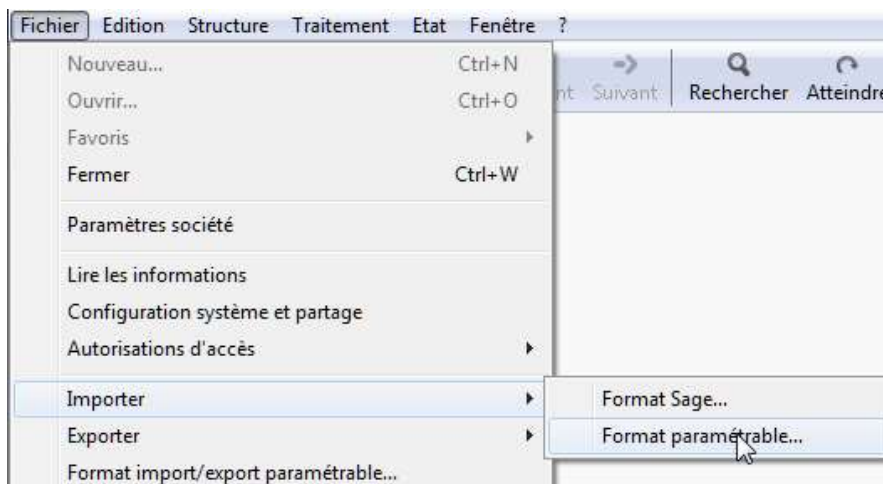 Fichier Edition Structure Traitement Etat Fenêtre ?
Nouveau... Ctrl+N
Ouvrir... Ctrl+O
Favoris
Fermer Ctrl+W
Paramètres société
Lire les informations
Configuration système et partage
Autorisations d'accès
Importer
Exporter
Format import/export paramétrable...
Suivant Rechercher Atteindre
Format Sage...
Format paramétrable...